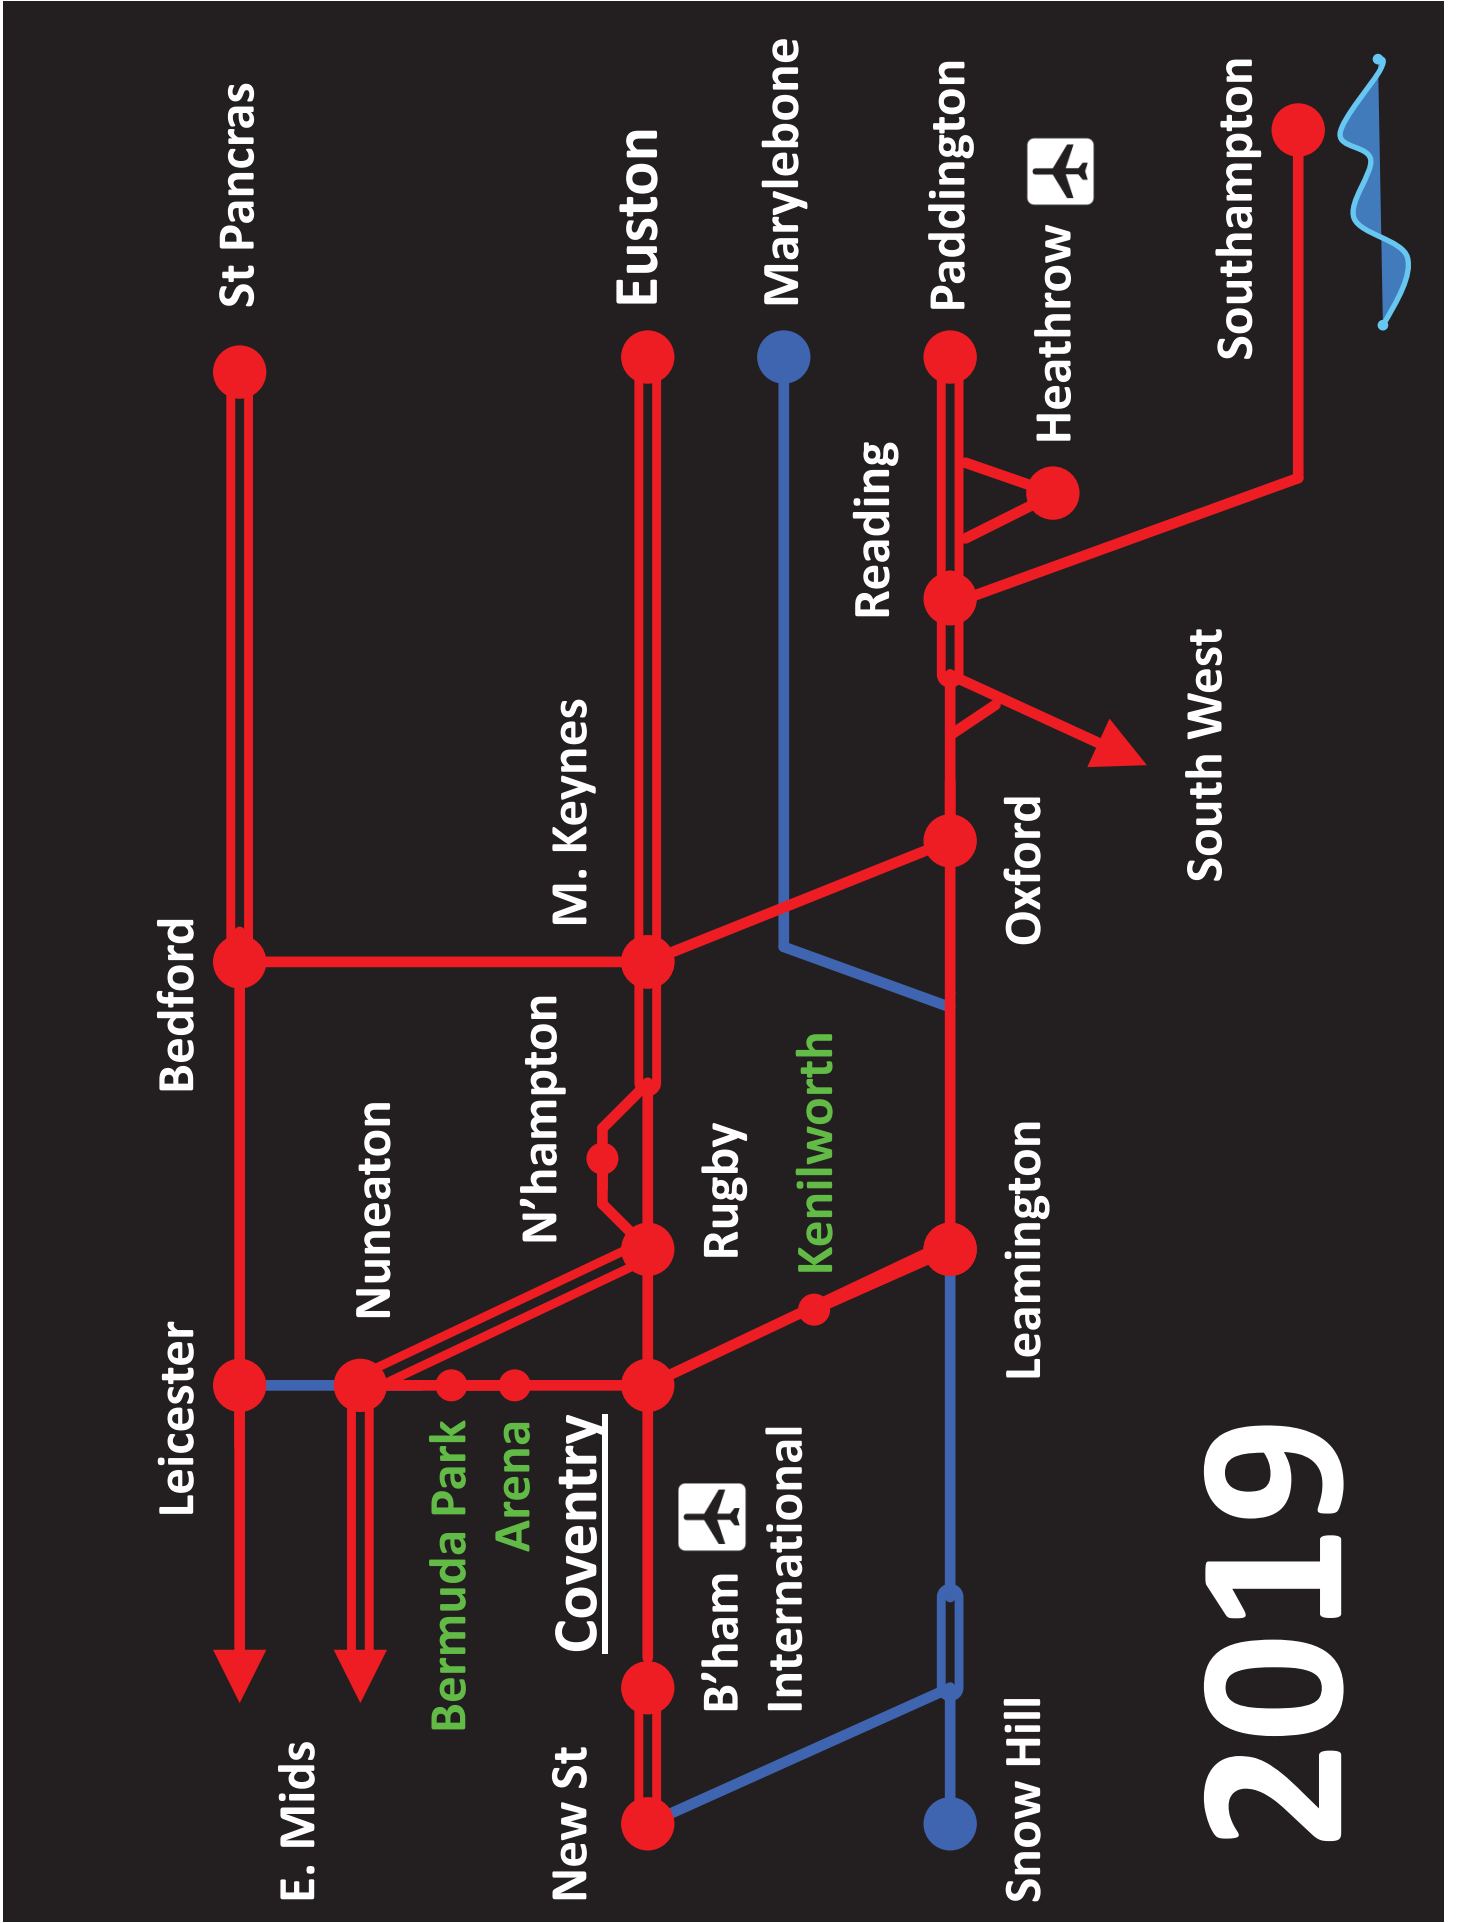 St Pancras
Bedford
Leicester
E. Mids
Nuneaton
Bermuda Park
Arena
Coventry
New St
B’ham
International
N’hampton
Rugby
M. Keynes
Euston
Marylebone
Kenilworth
Leamington
Snow Hill
Oxford
Reading
Paddington
Heathrow
South West
Southampton
2019